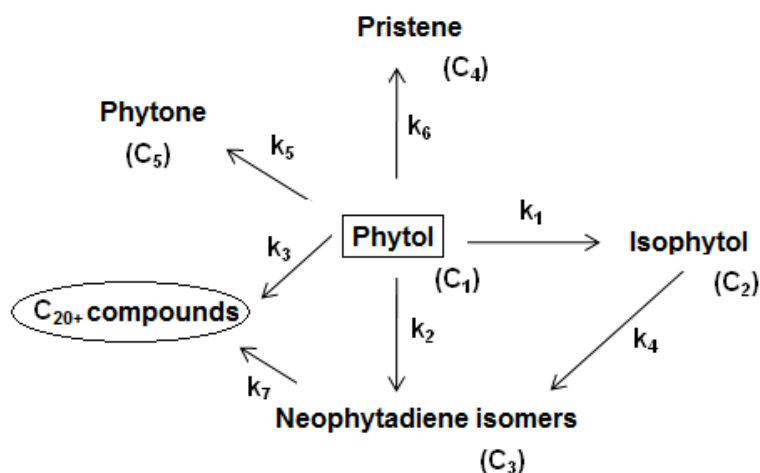 Pristene
(C₄)
Phytone
(C₅)
k₅
k₆
k₃
Phytol
(C₁)
k₁
Isophytol
(C₂)
C₂₀₊ compounds
k₂
k₄
k₇
Neophytadiene isomers
(C₃)